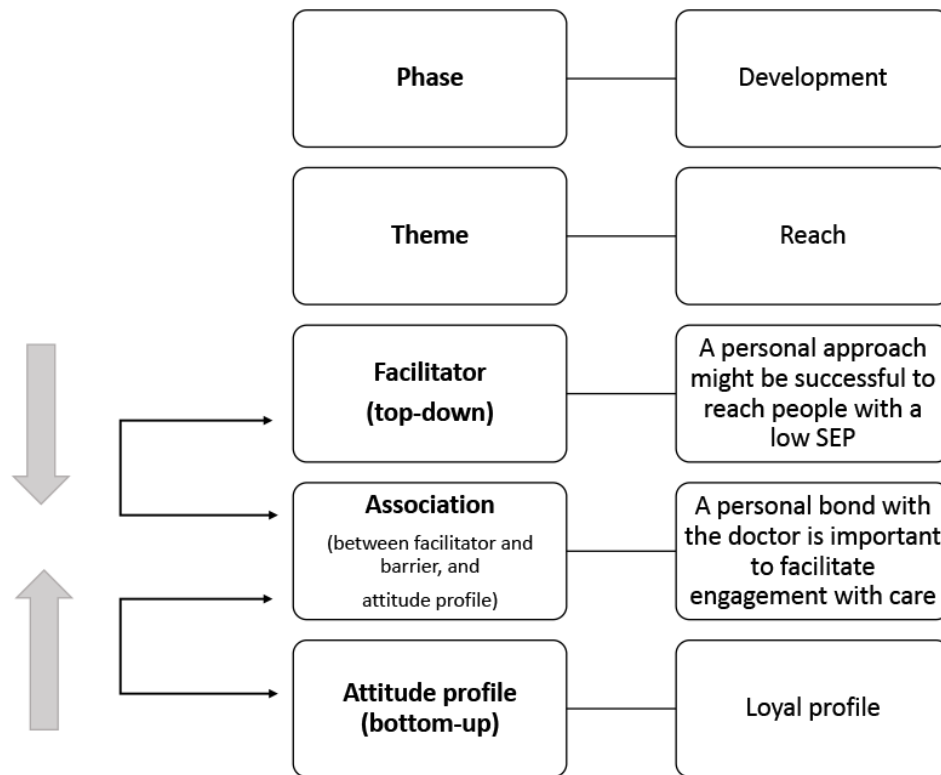 Phase
Development
Theme
Reach
Facilitator
(top-down)
A personal approach
might be successful to
reach people with a
low SEP
Association
(between facilitator and
barrier, and
attitude profile)
A personal bond with
the doctor is important
to facilitate
engagement with care
Attitude profile
(bottom-up)
Loyal profile